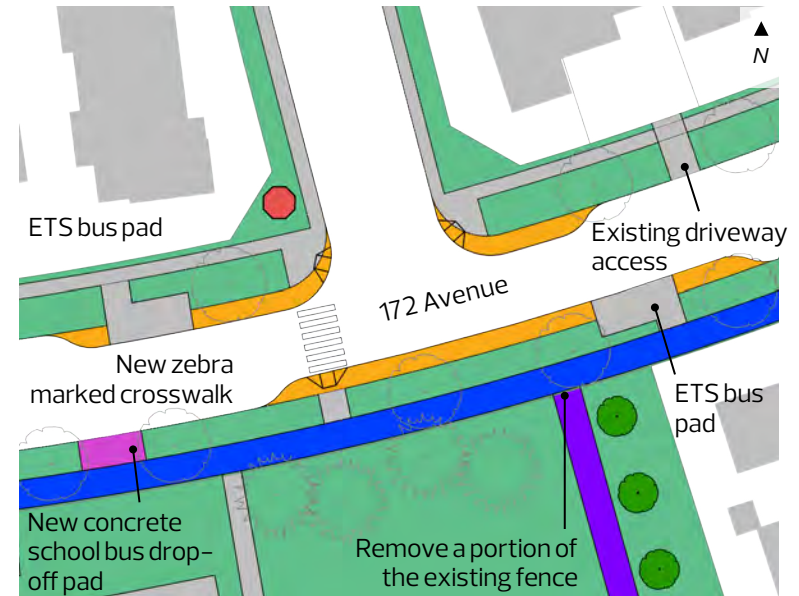 N
ETS bus pad
Existing driveway
access
172 Avenue
New zebra
marked crosswalk
ETS bus
pad
New concrete
school bus drop-
off pad
Remove a portion of
the existing fence